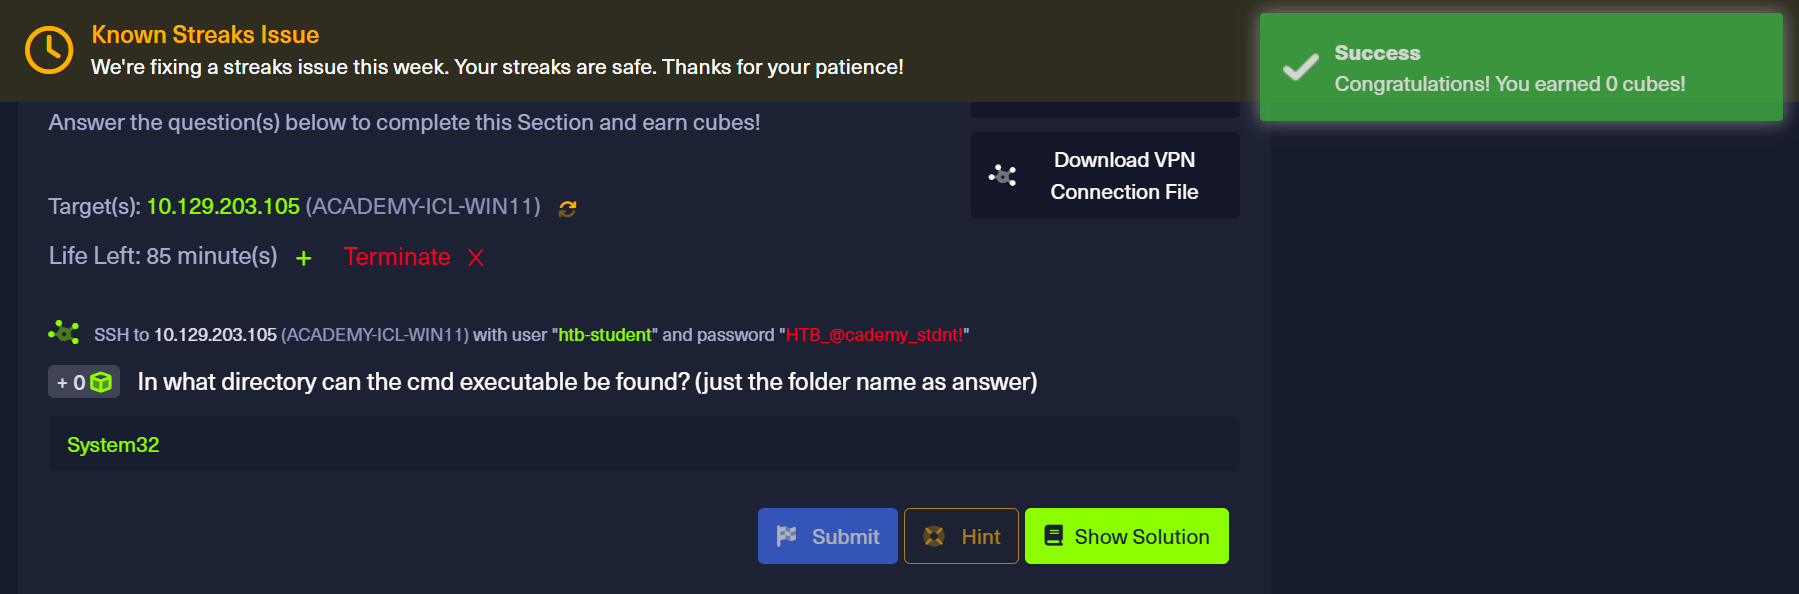 Known Streaks Issue
We're fixing a streaks issue this week. Your streaks are safe. Thanks for your patience!
Success
Congratulations! You earned 0 cubes!
Answer the question(s) below to complete this Section and earn cubes!
Download VPN
Connection File
Target(s): 10.129.203.105 (ACADEMY-ICL-WIN11)
Life Left: 85 minute(s) + Terminate X
SSH to 10.129.203.105 (ACADEMY-ICL-WIN11) with user "htb-student" and password "HTB_@cademy_stdnt!"
+ 0 In what directory can the cmd executable be found? (just the folder name as answer)
System32
Submit Hint Show Solution